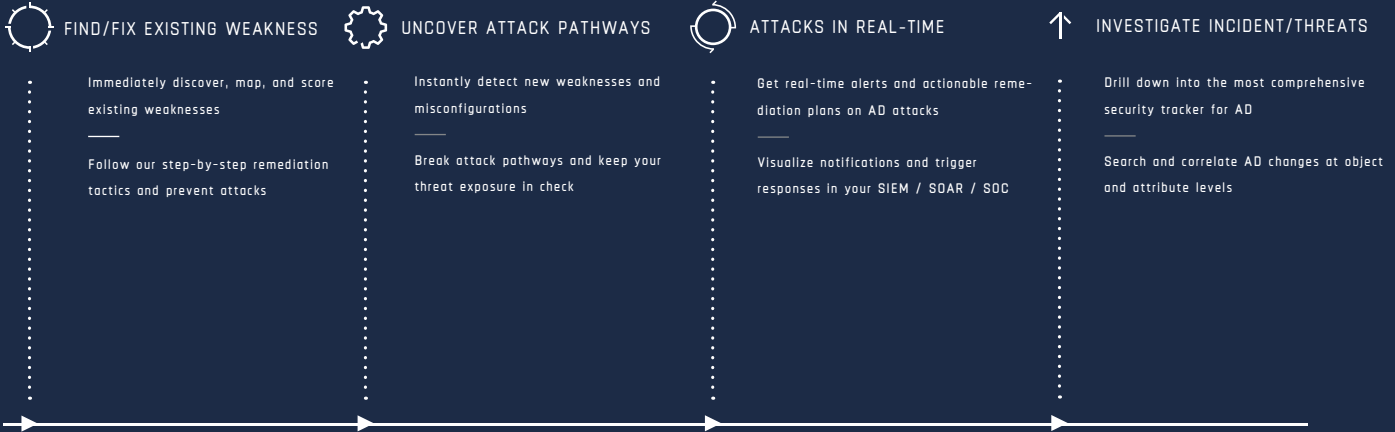 FIND/FIX EXISTING WEAKNESS
Immediately discover, map, and score
existing weaknesses
Follow our step-by-step remediation
tactics and prevent attacks
UNCOVER ATTACK PATHWAYS
Instantly detect new weaknesses and
misconfigurations
Break attack pathways and keep your
threat exposure in check
ATTACKS IN REAL-TIME
Get real-time alerts and actionable reme-
diation plans on AD attacks
Visualize notifications and trigger
responses in your SIEM / SOAR / SOC
INVESTIGATE INCIDENT/THREATS
Drill down into the most comprehensive
security tracker for AD
Search and correlate AD changes at object
and attribute levels